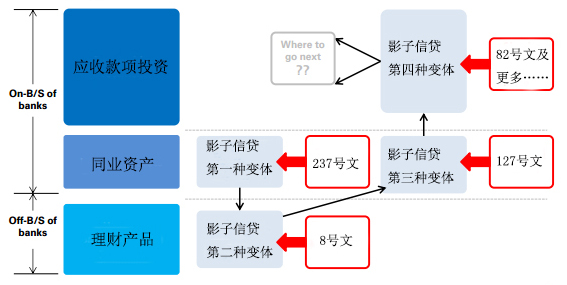 On-B/S of
banks
Off-B/S of
banks
应收款项投资
同业资产
理财产品
Where to
go next
??
影子信贷
第四种变体
82号文及
更多……
影子信贷
第一种变体
237号文
影子信贷
第三种变体
127号文
影子信贷
第二种变体
8号文